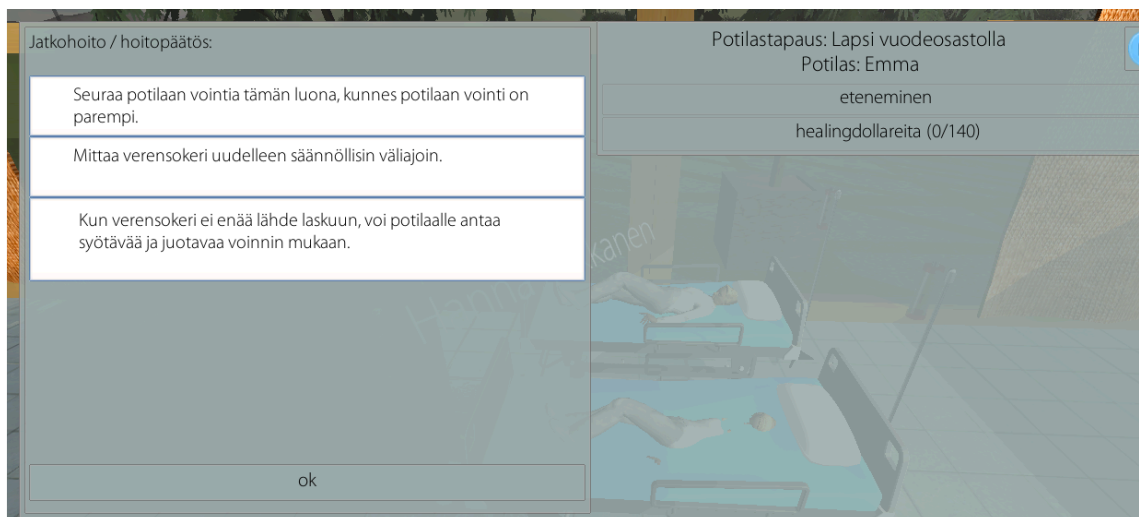 Jatkohoito / hoitopäätös:
Seuraa potilaan vointia tämän luona, kunnes potilaan vointi on
parempi.
Mittaa verensokeri uudelleen säännöllisin väliajoin.
Kun verensokeri ei enää lähde laskuun, voi potilaalle antaa
syötävää ja juotavaa voinnin mukaan.
ok
Potilastapaus: Lapsi vuodeosastolla
Potilas: Emma
eteneminen
healingdollareita (0/140)